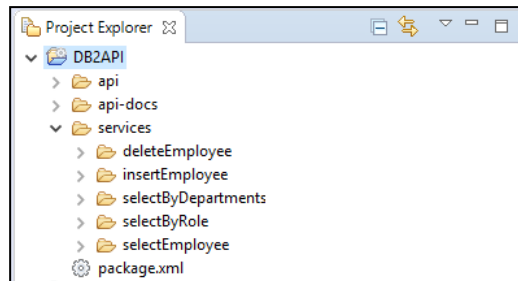 Project Explorer
DB2API
api
api-docs
services
deleteEmployee
insertEmployee
selectByDepartments
selectByRole
selectEmployee
package.xml